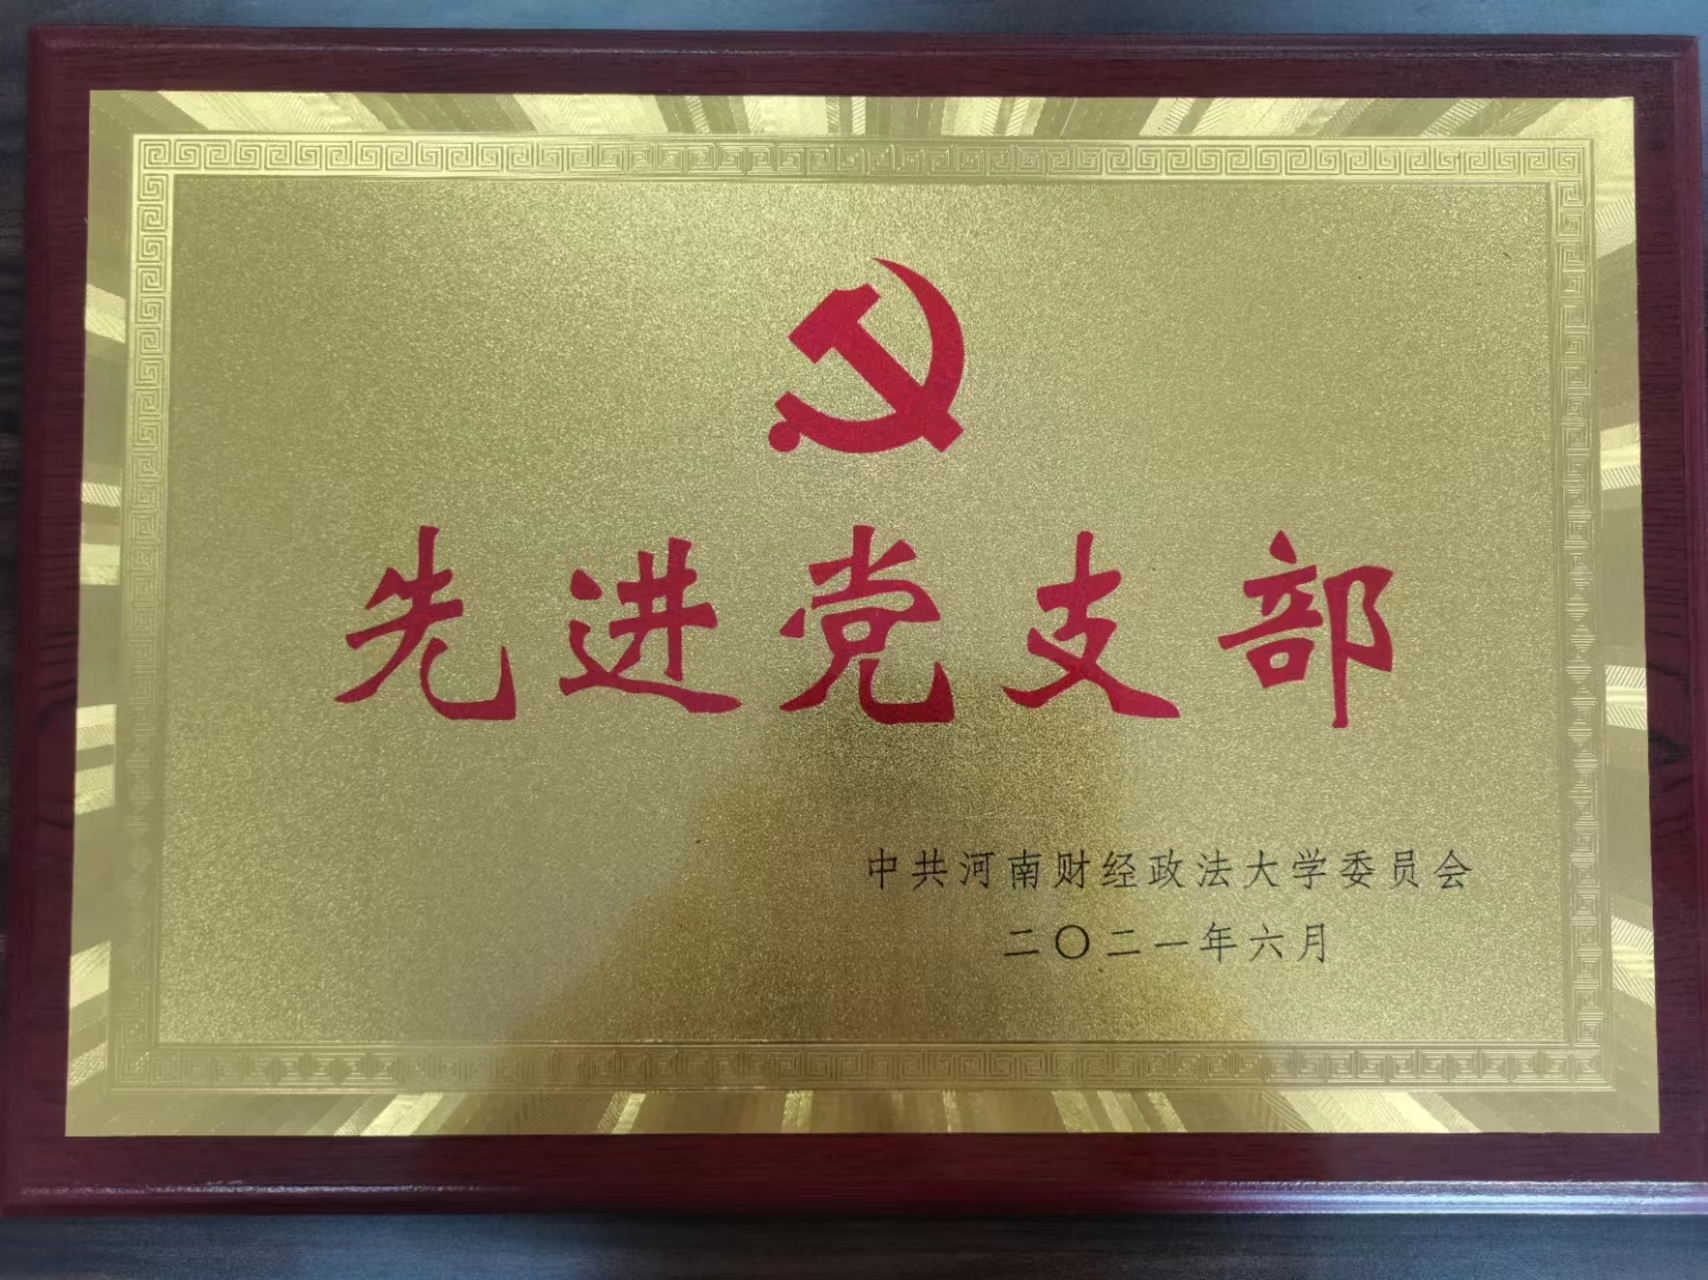 先进党支部
中共河南财经政法大学委员会
二〇二一年六月